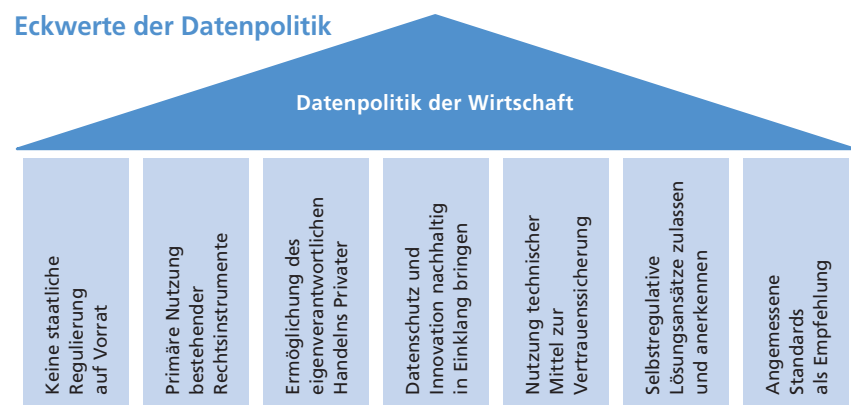 Eckwerte der Datenpolitik
Datenpolitik der Wirtschaft
Keine staatliche
Regulierung
auf Vorrat
Primäre Nutzung
bestehender
Rechtsinstrumente
Ermöglichung des
eigenverantwortlichen
Handelns Privater
Datenschutz und
Innovation nachhaltig
in Einklang bringen
Nutzung technischer
Mittel zur
Vertrauenssicherung
Selbstregulative
Lösungsansätze zulassen
und anerkennen
Angemessene
Standards
als Empfehlung